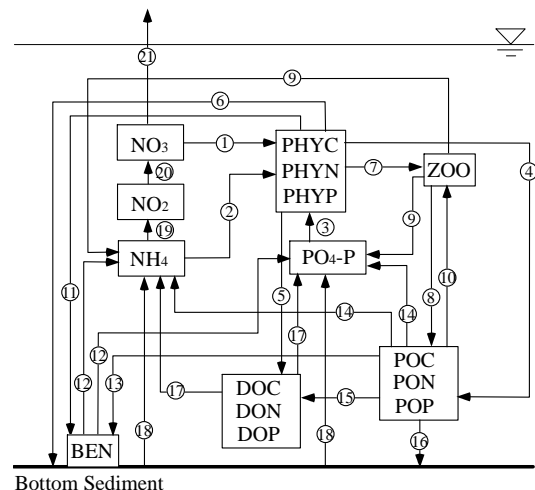 21
9
6
NO3
1
PHYC
PHYN
PHYP
7
ZOO
4
20
NO2
2
19
3
9
NH4
PO4-P
10
11
5
8
14
14
12
12
13
17
17
DOC
DON
DOP
15
POC
PON
POP
18
18
16
BEN
Bottom Sediment